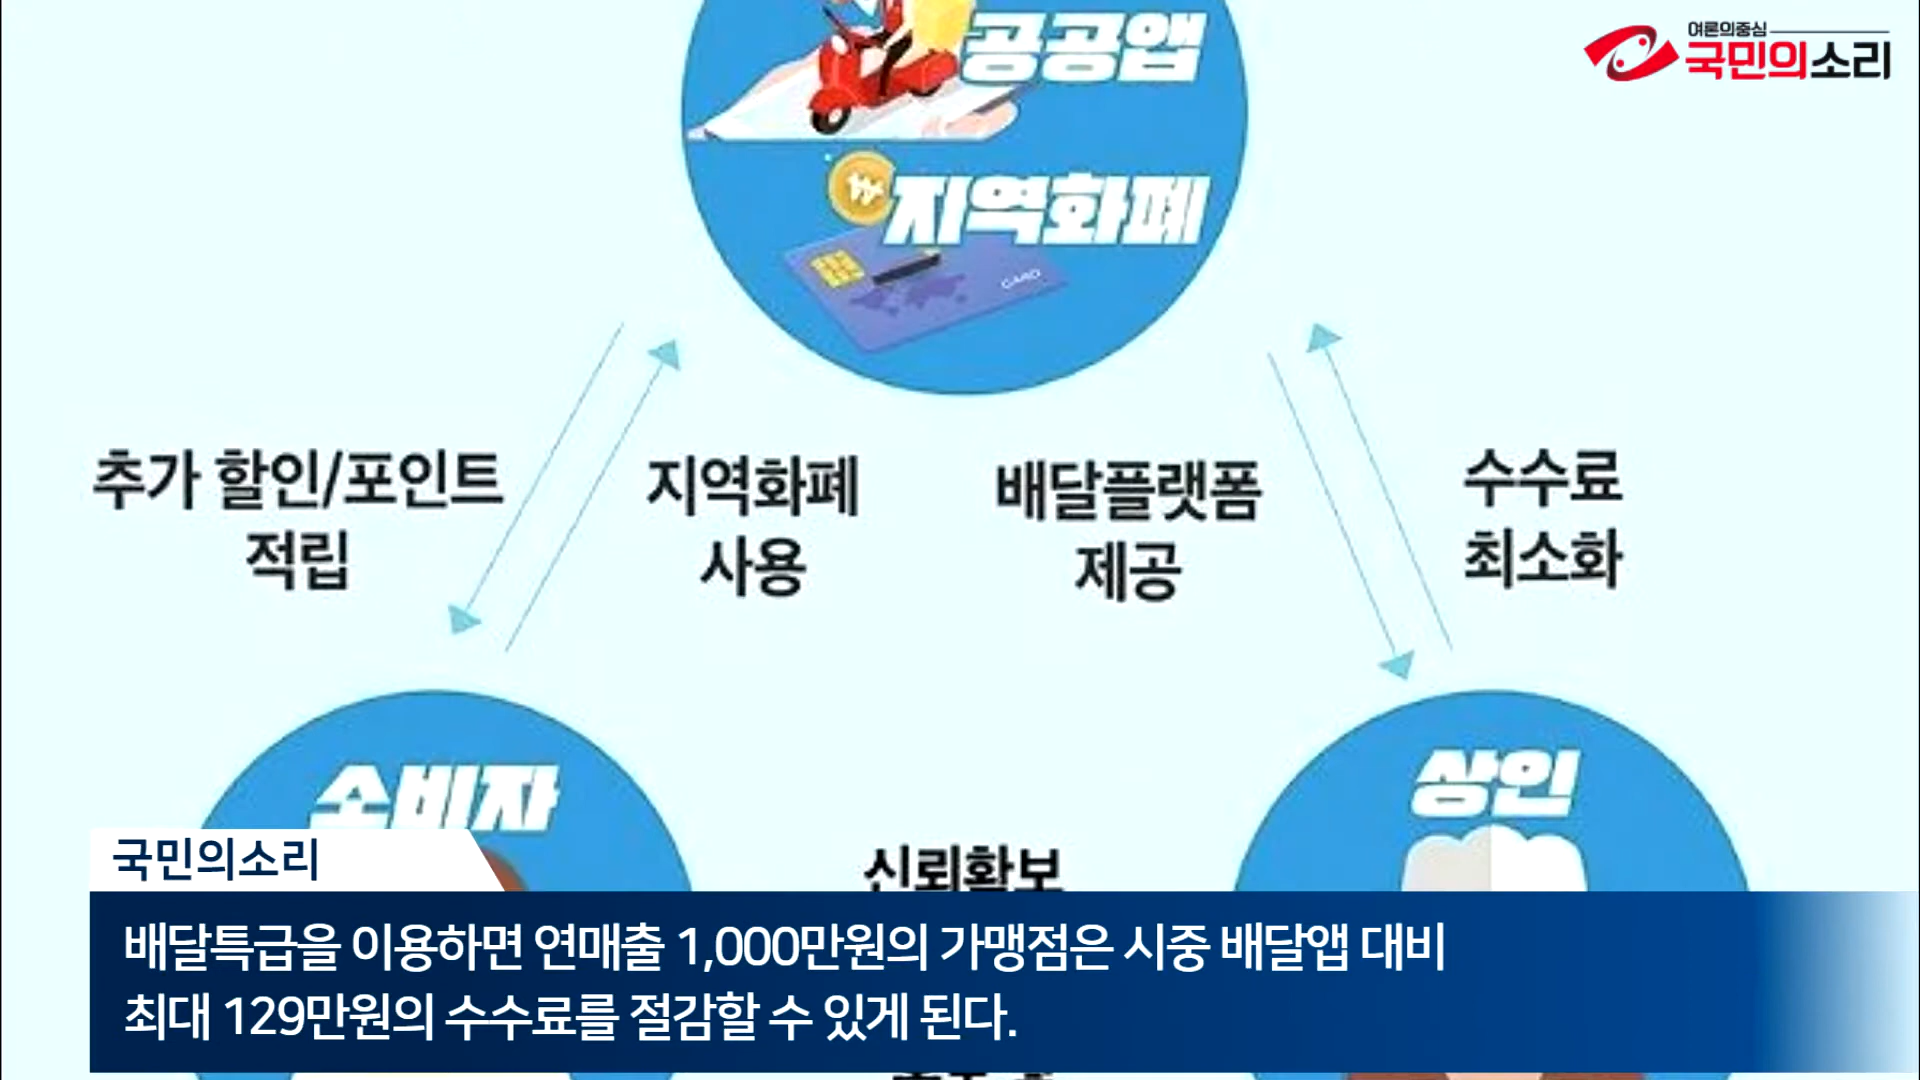 여론의중심
국민의소리
공공앱
지역화폐
CARD
추가 할인/포인트
적립
지역화폐
사용
배달플랫폼
제공
수수료
최소화
소비자
상인
신뢰확보
국민의소리
배달특급을 이용하면 연매출 1,000만원의 가맹점은 시중 배달앱 대비
최대 129만원의 수수료를 절감할 수 있게 된다.